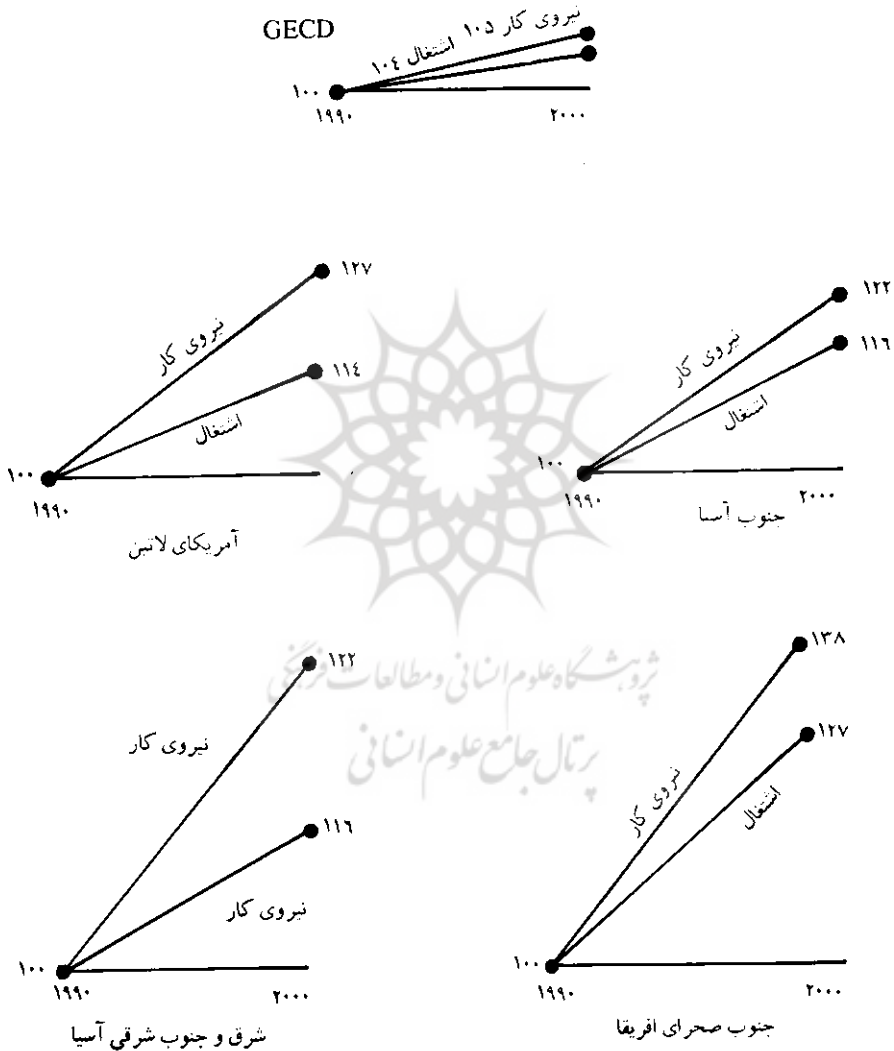 GECD
۱۰۴ اشتغال ۱۰۵ نیروی کار
۱۰۰
۱۹۹۰ ۲۰۰۰
۱۲۷
نیروی کار
۱۱۴
اشتغال
۱۰۰
۱۹۹۰
آمریکای لاتین
۱۲۲
نیروی کار
۱۱۶
اشتغال
۱۰۰
۱۹۹۰ ۲۰۰۰
جنوب آسیا
پژوهشگاه علوم انسانی و مطالعات فرهنگی
پرتال جامع علوم انسانی
۱۲۲
نیروی کار
۱۱۶
نیروی کار
۱۰۰
۱۹۹۰ ۲۰۰۰
شرق و جنوب شرقی آسیا
۱۳۸
نیروی کار
۱۲۷
اشتغال
۱۰۰
۱۹۹۰ ۲۰۰۰
جنوب صحرای افریقا